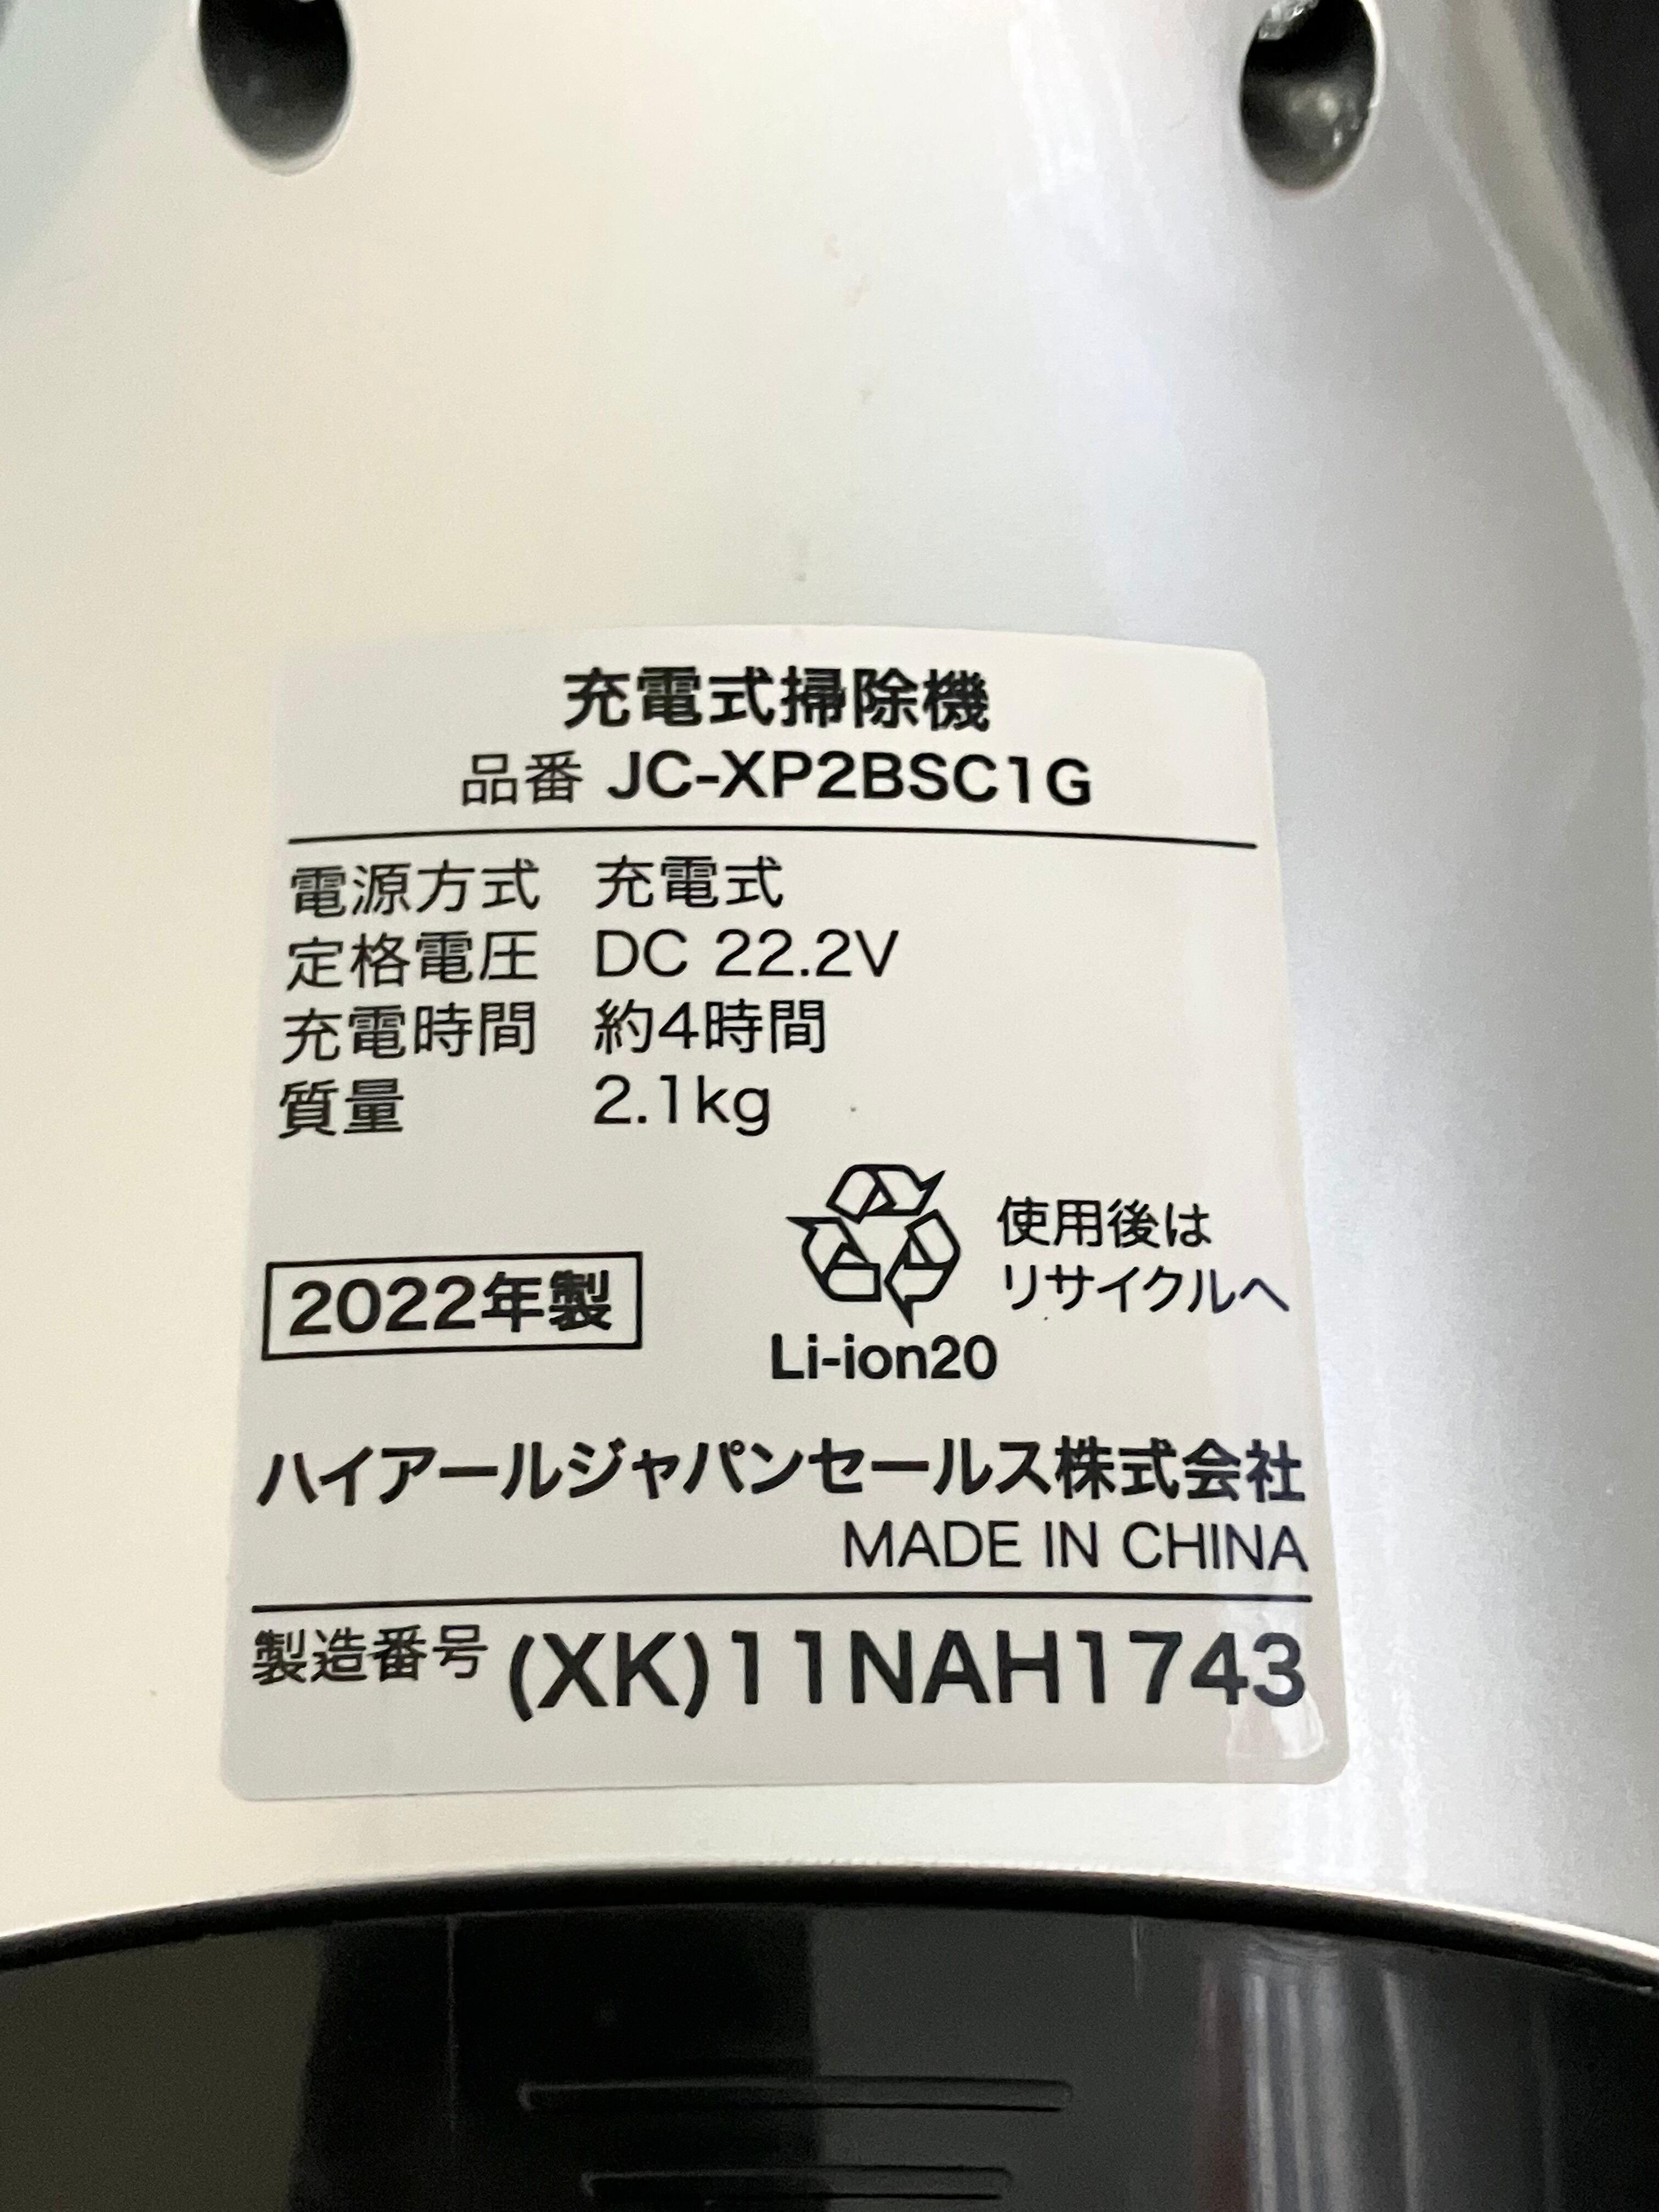 充電式掃除機
品番 JC-XP2BSC1G
電源方式 充電式
定格電圧 DC 22.2V
充電時間 約4時間
質量 2.1kg
使用後は
リサイクルへ
2022年製
Li-ion20
ハイアールジャパンセールス株式会社
MADE IN CHINA
製造番号 (XK)11NAH1743